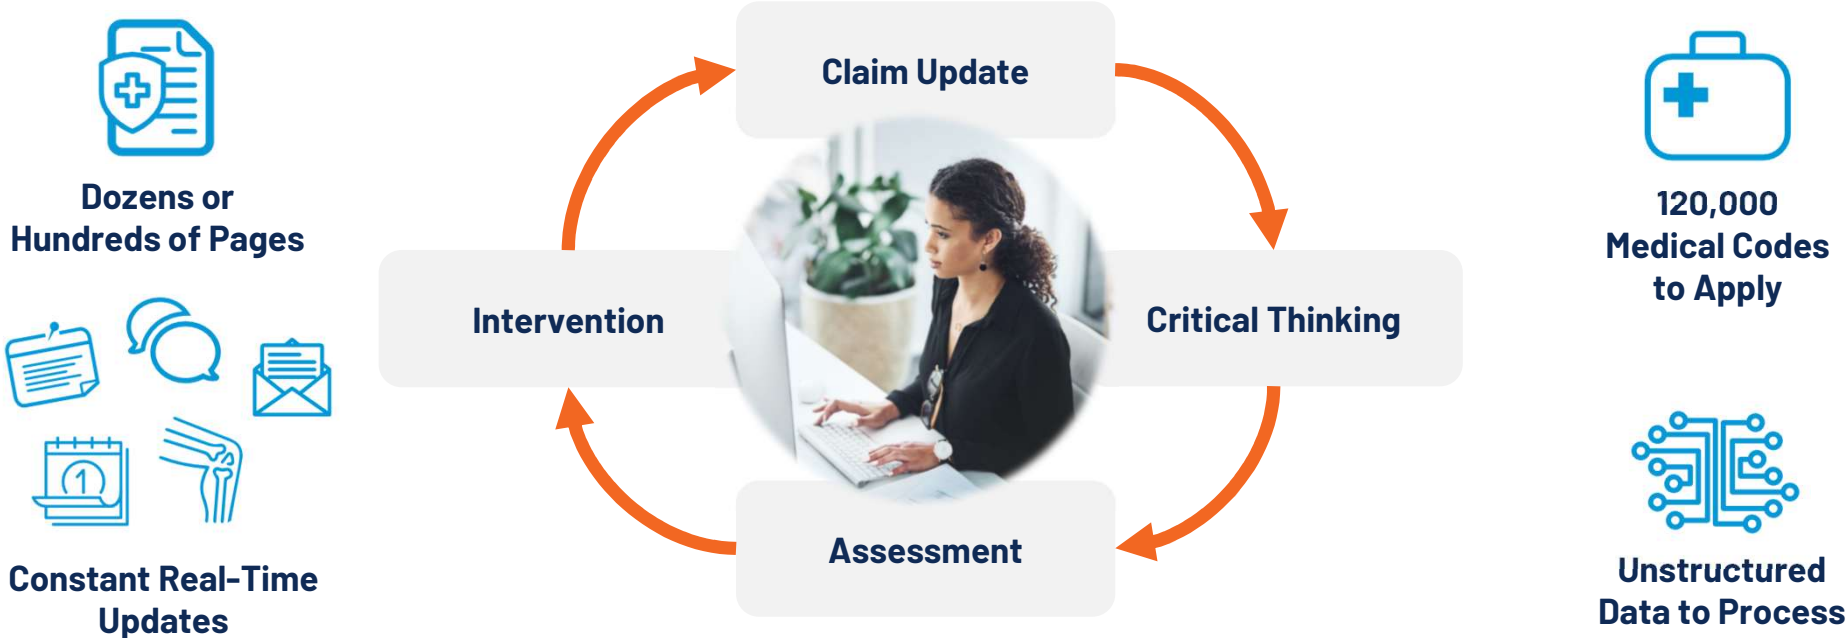 Claim Update
Critical Thinking
Assessment
Intervention
Dozens or
Hundreds of Pages
1
Constant Real-Time
Updates
120,000
Medical Codes
to Apply
Unstructured
Data to Process